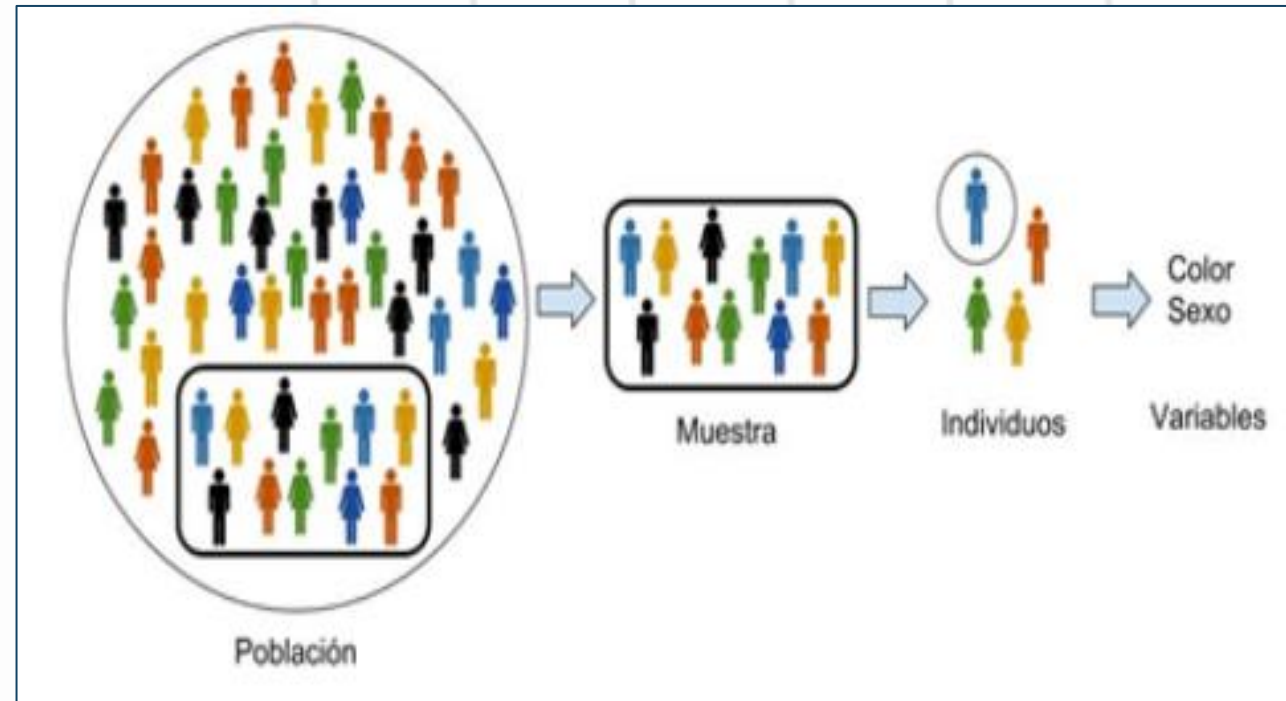 Población
Muestra
Individuos
Color
Sexo
Variables